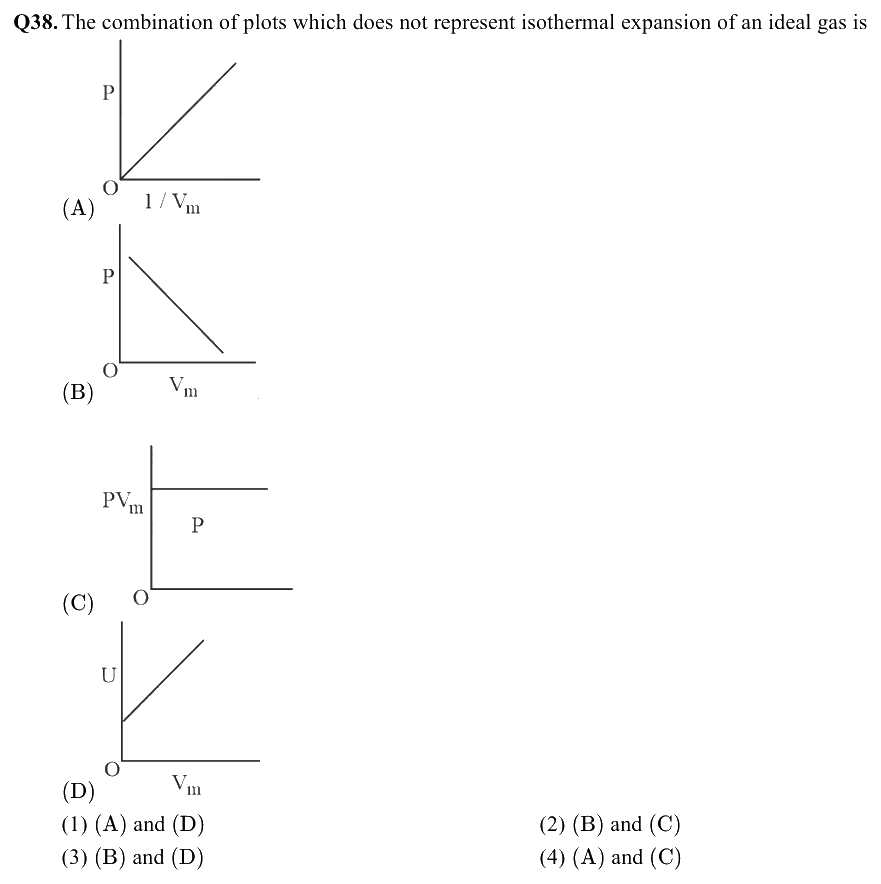 Q38. The combination of plots which does not represent isothermal expansion of an ideal gas is
P
O
1 / Vm
(A)
P
O
Vm
(B)
PVm
P
O
(C)
U
O
Vm
(D)
(1) (A) and (D)
(2) (B) and (C)
(3) (B) and (D)
(4) (A) and (C)